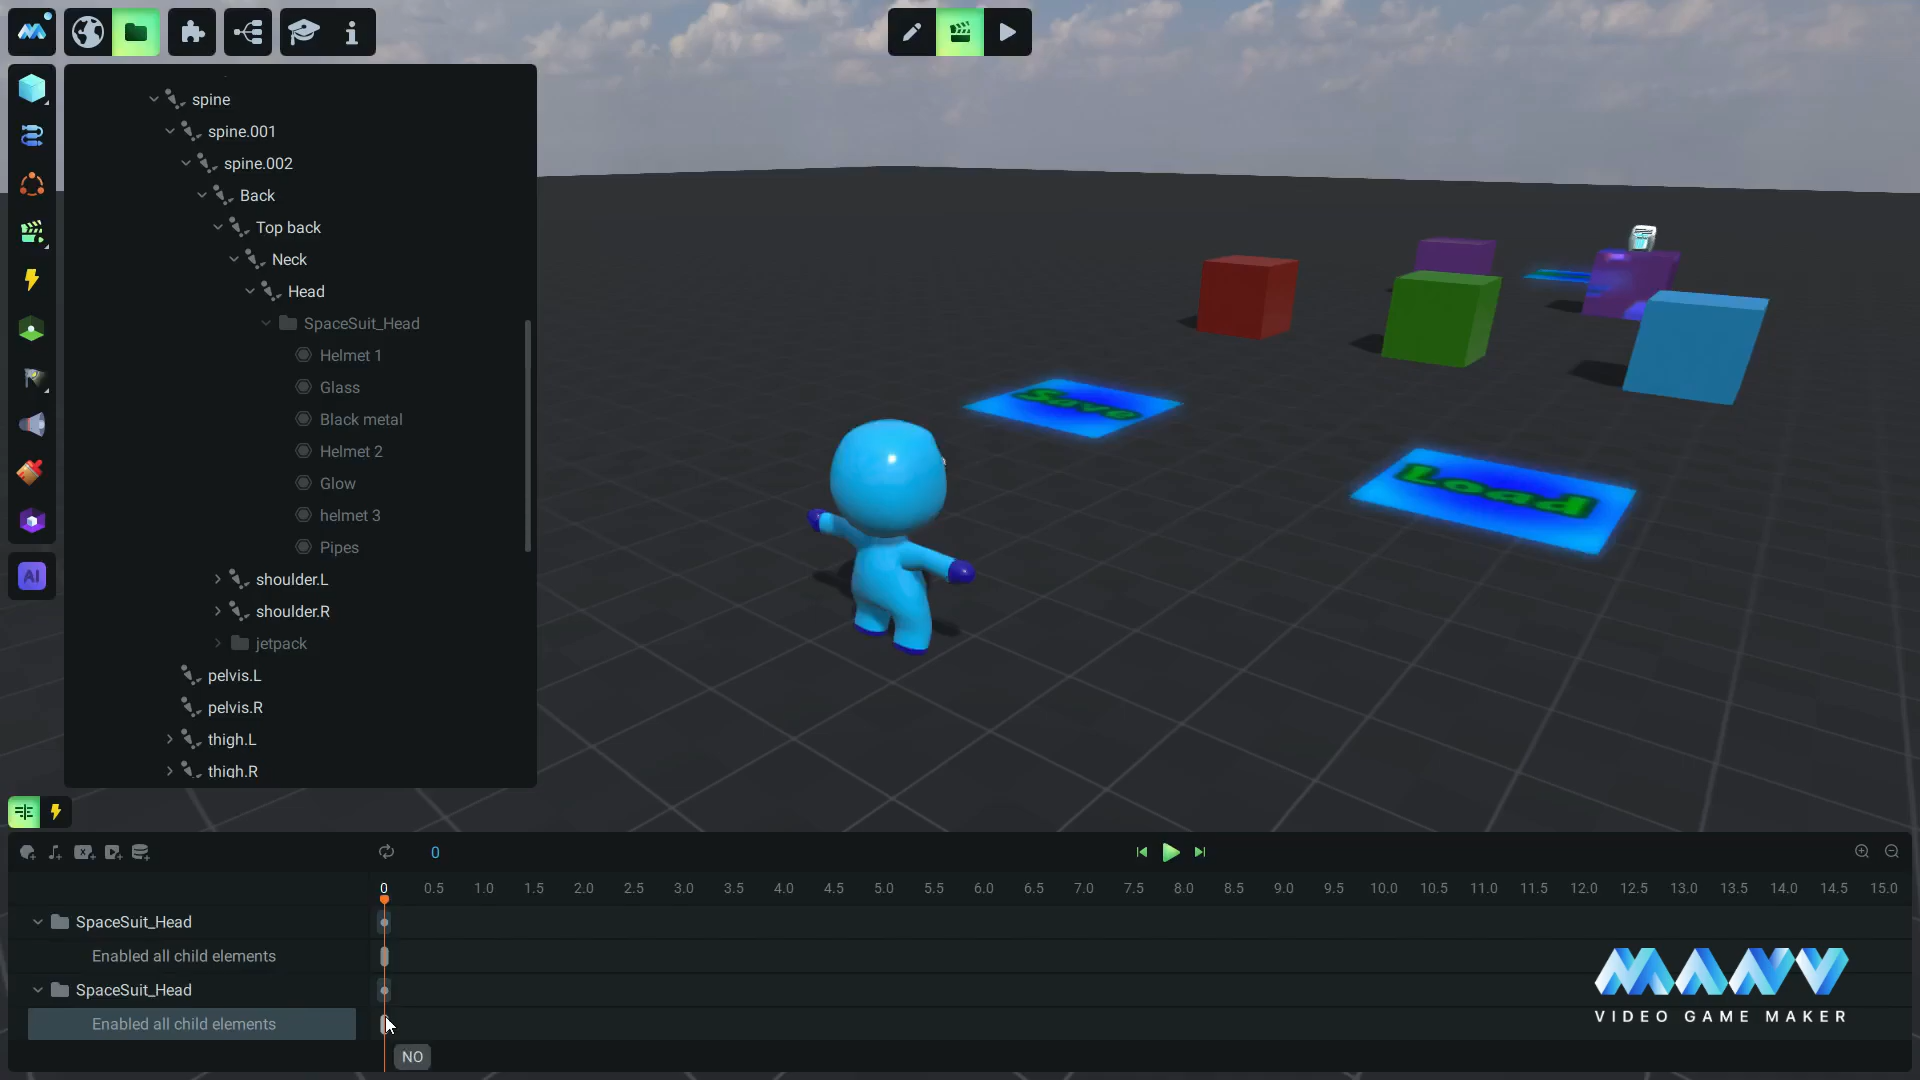 spine
spine.001
spine.002
Back
Top back
Neck
Head
SpaceSuit_Head
Helmet 1
Glass
Black metal
Helmet 2
Glow
helmet 3
Pipes
shoulder.L
shoulder.R
jetpack
pelvis.L
pelvis.R
thigh.L
thigh.R
AI
Save
Load
0
0 0.5 1.0 1.5 2.0 2.5 3.0 3.5 4.0 4.5 5.0 5.5 6.0 6.5 7.0 7.5 8.0 8.5 9.0 9.5 10.0 10.5 11.0 11.5 12.0 12.5 13.0 13.5 14.0 14.5 15.0
SpaceSuit_Head
Enabled all child elements
SpaceSuit_Head
Enabled all child elements
NO
MANV
VIDEO GAME MAKER